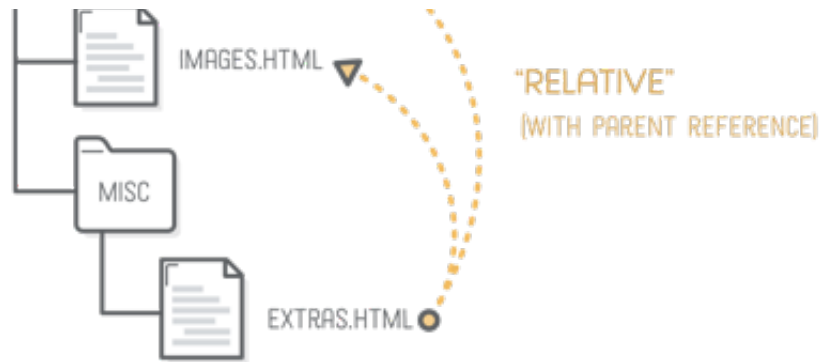 IMAGES.HTML
“RELATIVE”
(WITH PARENT REFERENCE)
MISC
EXTRAS.HTML